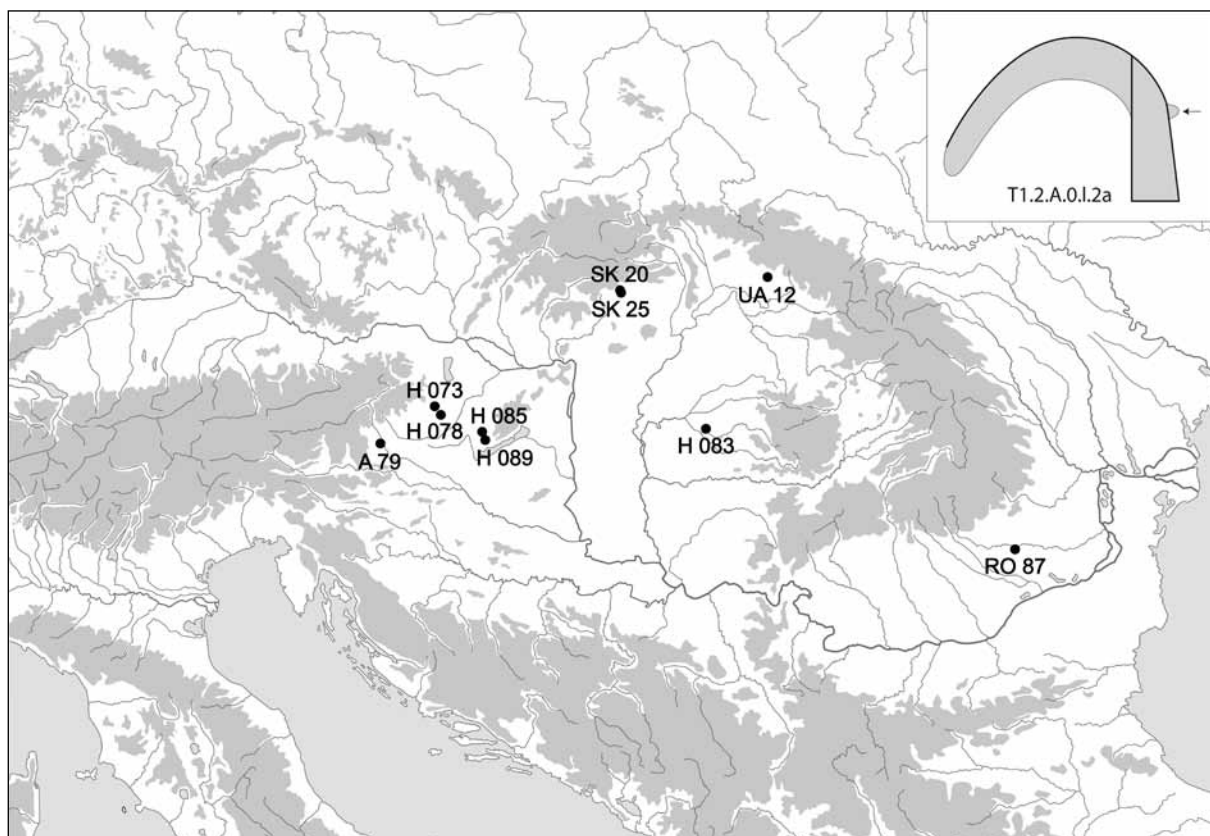 T1.2.A.0.I.2a
SK 20
SK 25
UA 12
H 073
H 078
H 085
H 089
A 79
H 083
RO 87